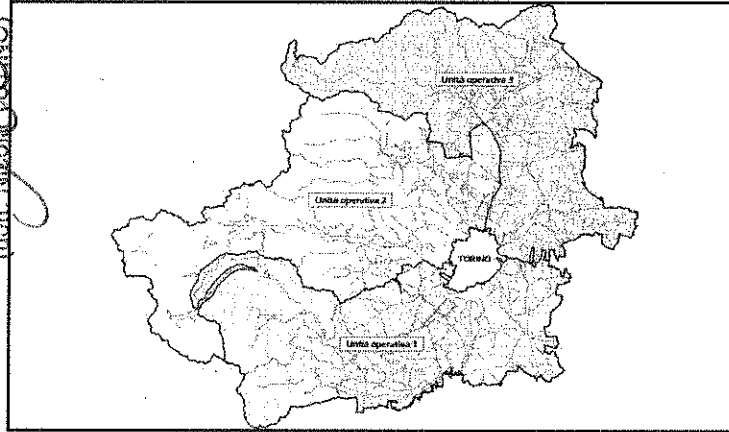 Unità operativa 3
Unità operativa 2
TORINO
Unità operativa 1